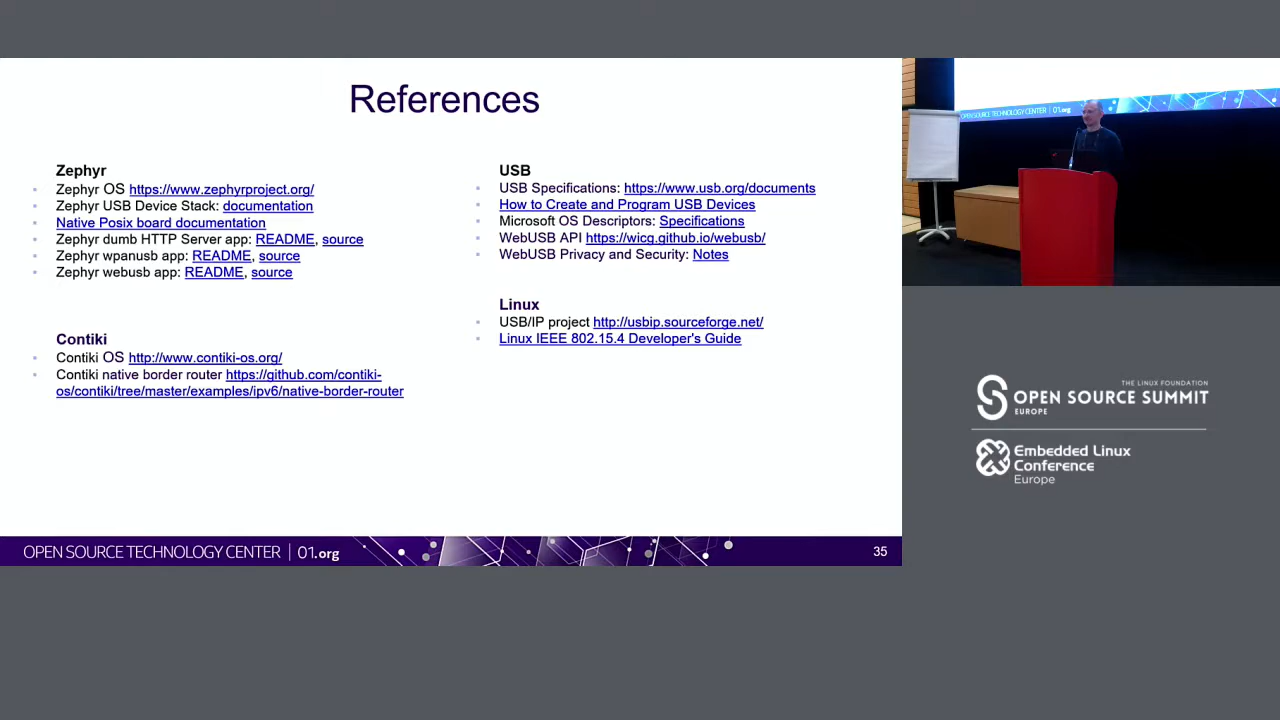 References
Zephyr
Zephyr OS https://www.zephyrproject.org/
Zephyr USB Device Stack: documentation
Native Posix board documentation
Zephyr dumb HTTP Server app: README, source
Zephyr wpanusb app: README, source
Zephyr webusb app: README, source
Contiki
Contiki OS http://www.contiki-os.org/
Contiki native border router https://github.com/contiki-
os/contiki/tree/master/examples/ipv6/native-border-router
USB
USB Specifications: https://www.usb.org/documents
How to Create and Program USB Devices
Microsoft OS Descriptors: Specifications
WebUSB API https://wicg.github.io/webusb/
WebUSB Privacy and Security: Notes
Linux
USB/IP project http://usbip.sourceforge.net/
Linux IEEE 802.15.4 Developer's Guide
OPEN SOURCE TECHNOLOGY CENTER | 01.org
35
OPEN SOURCE TECHNOLOGY CENTER | 01.org
THE LINUX FOUNDATION
OPEN SOURCE SUMMIT
EUROPE
Embedded Linux
Conference
Europe